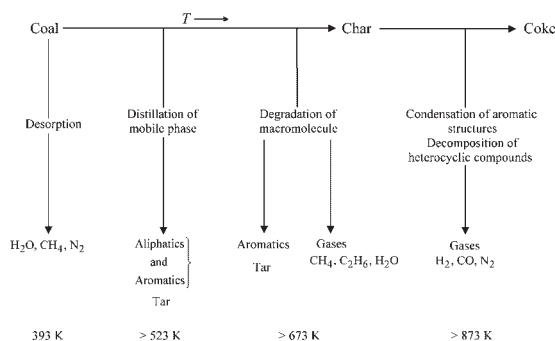 T
Coal
Char
Cokc
Desorption
Distillation of
mobile phase
Degradation of
macromolecule
Condensation of aromatic
structures
Decomposition of
heterocyclic compounds
H₂O, CH₄, N₂
Aliphatics
and
Aromatics
Tar
Aromatics
Tar
Gases
CH₄, C₂H₆, H₂O
Gases
H₂, CO, N₂
393 K
> 523 K
> 673 K
> 873 K